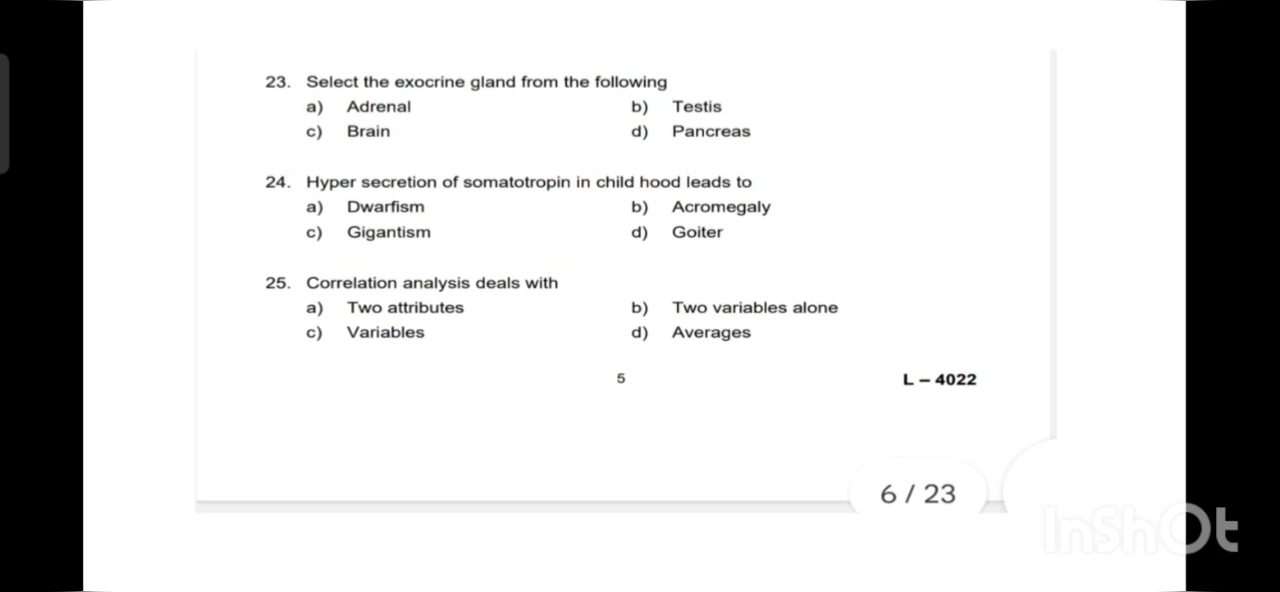 23. Select the exocrine gland from the following
a) Adrenal b) Testis
c) Brain d) Pancreas
24. Hyper secretion of somatotropin in child hood leads to
a) Dwarfism b) Acromegaly
c) Gigantism d) Goiter
25. Correlation analysis deals with
a) Two attributes b) Two variables alone
c) Variables d) Averages
5 L – 4022
6 / 23
InShOt